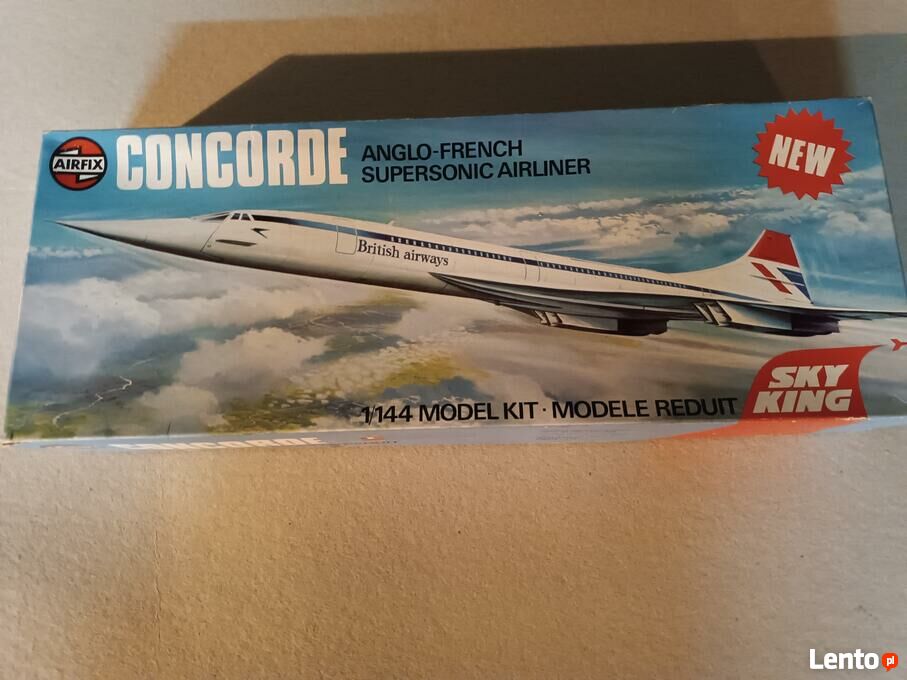 AIRFIX
CONCORDE
ANGLO-FRENCH
SUPERSONIC AIRLINER
NEW
British airways
1/144 MODEL KIT · MODELE REDUIT
SKY
KING
CONCORDE
Lento pl